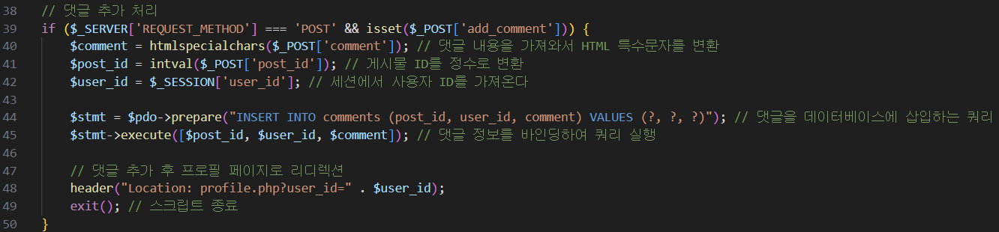 38 // 댓글 추가 처리
39 if ($_SERVER['REQUEST_METHOD'] === 'POST' && isset($_POST['add_comment'])) {
40     $comment = htmlspecialchars($_POST['comment']); // 댓글 내용을 가져와서 HTML 특수문자를 변환
41     $post_id = intval($_POST['post_id']); // 게시물 ID를 정수로 변환
42     $user_id = $_SESSION['user_id']; // 세션에서 사용자 ID를 가져온다
43
44     $stmt = $pdo->prepare("INSERT INTO comments (post_id, user_id, comment) VALUES (?, ?, ?)"); // 댓글을 데이터베이스에 삽입하는 쿼리
45     $stmt->execute([$post_id, $user_id, $comment]); // 댓글 정보를 바인딩하여 쿼리 실행
46
47     // 댓글 추가 후 프로필 페이지로 리디렉션
48     header("Location: profile.php?user_id=" . $user_id);
49     exit(); // 스크립트 종료
50 }